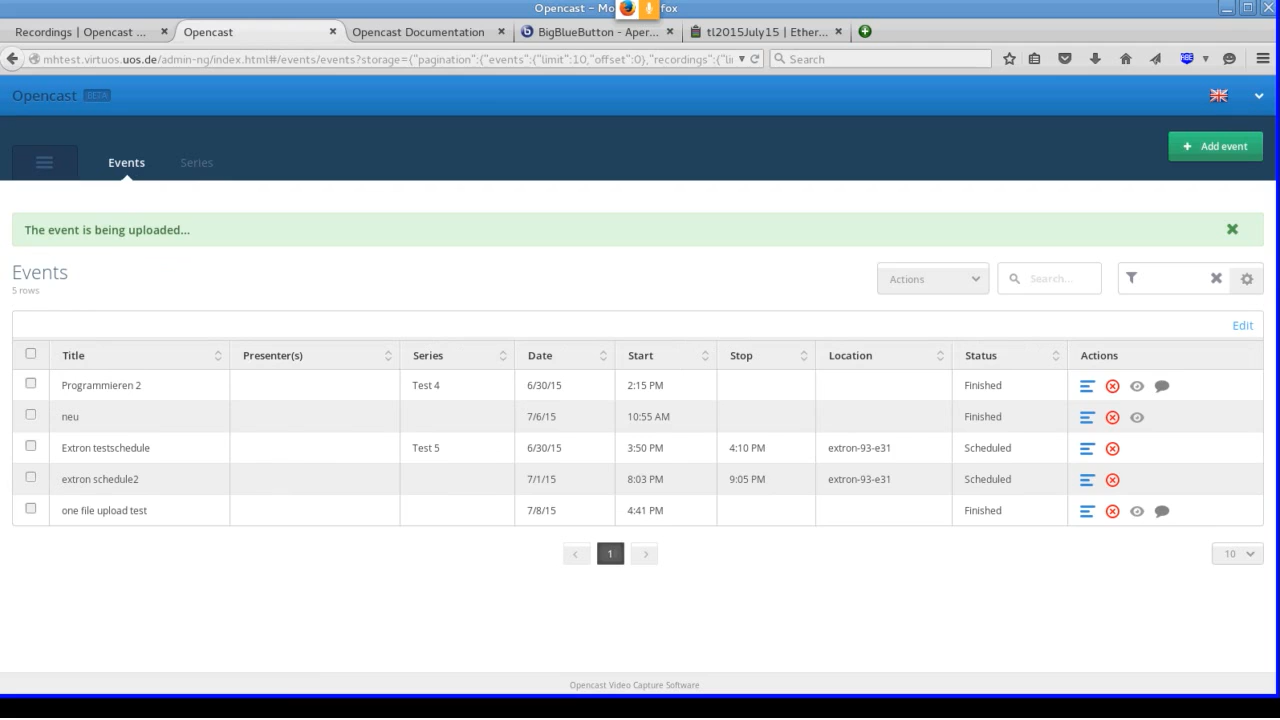 Opencast – Mo fox
Recordings | Opencast ...
Opencast
Opencast Documentation
BigBlueButton - Aper...
tl2015July15 | Ether...
mhtest.virtuos.uos.de/admin-ng/index.html#/events/events?storage={"pagination":{"events":{"limit":10,"offset":0},"recordings":{"li
Search
ABE
Opencast BETA
Events
Series
+ Add event
The event is being uploaded...
Events
5 rows
Actions
Search...
Edit
Title Presenter(s) Series Date Start Stop Location Status Actions
Programmieren 2 Test 4 6/30/15 2:15 PM Finished
neu 7/6/15 10:55 AM Finished
Extron testschedule Test 5 6/30/15 3:50 PM 4:10 PM extron-93-e31 Scheduled
extron schedule2 7/1/15 8:03 PM 9:05 PM extron-93-e31 Scheduled
one file upload test 7/8/15 4:41 PM Finished
< 1 >
10
Opencast Video Capture Software